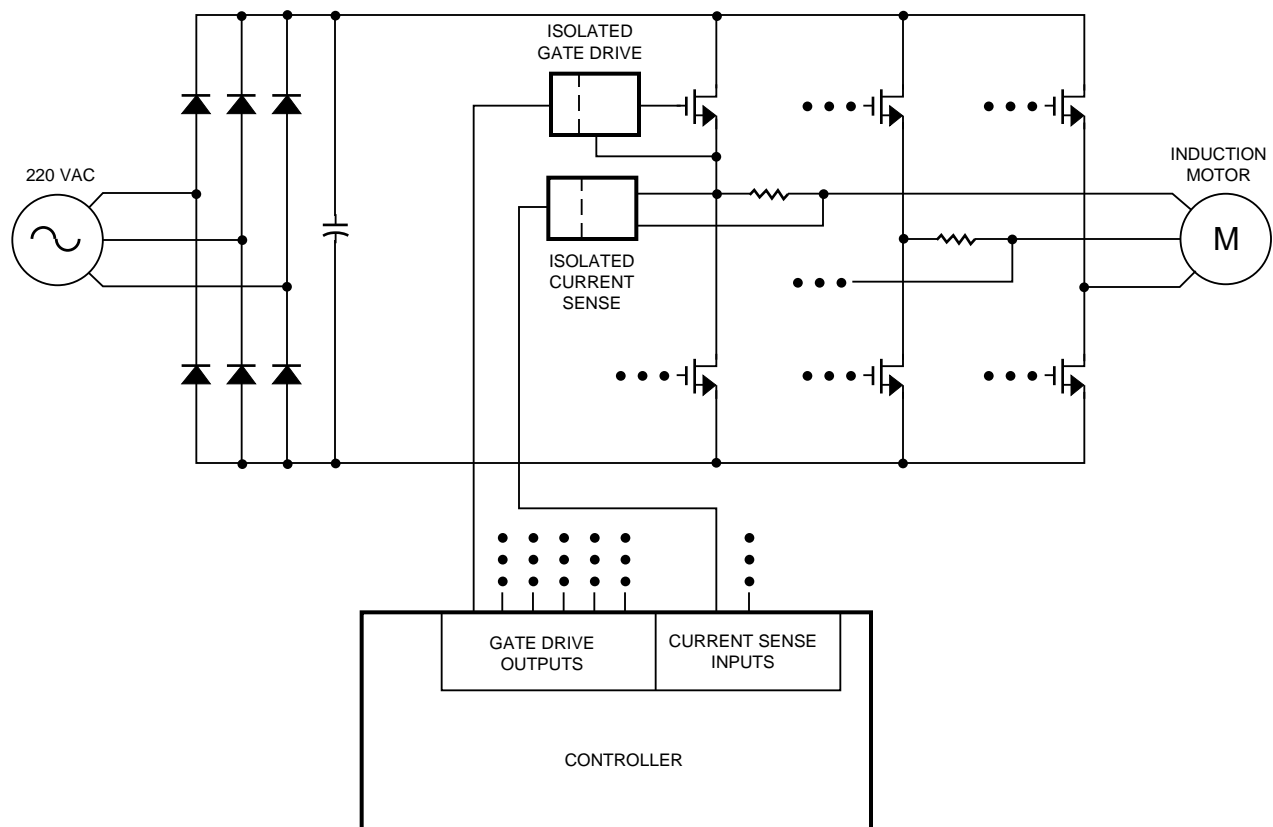 ISOLATED
GATE DRIVE
220 VAC
INDUCTION
MOTOR
M
ISOLATED
CURRENT
SENSE
GATE DRIVE
OUTPUTS
CURRENT SENSE
INPUTS
CONTROLLER